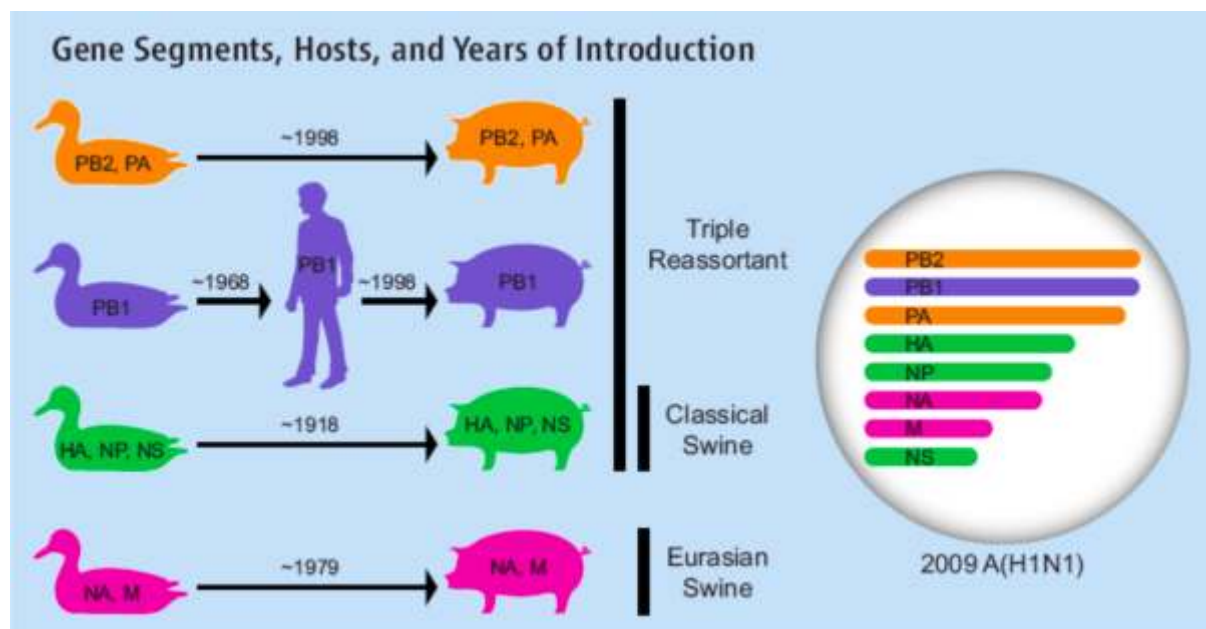 Gene Segments, Hosts, and Years of Introduction
PB2, PA
~1998
PB2, PA
PB1
~1968
PB1
~1998
PB1
Triple
Reassortant
HA, NP, NS
~1918
HA, NP, NS
Classical
Swine
NA, M
~1979
NA, M
Eurasian
Swine
PB2
PB1
PA
HA
NP
NA
M
NS
2009 A(H1N1)